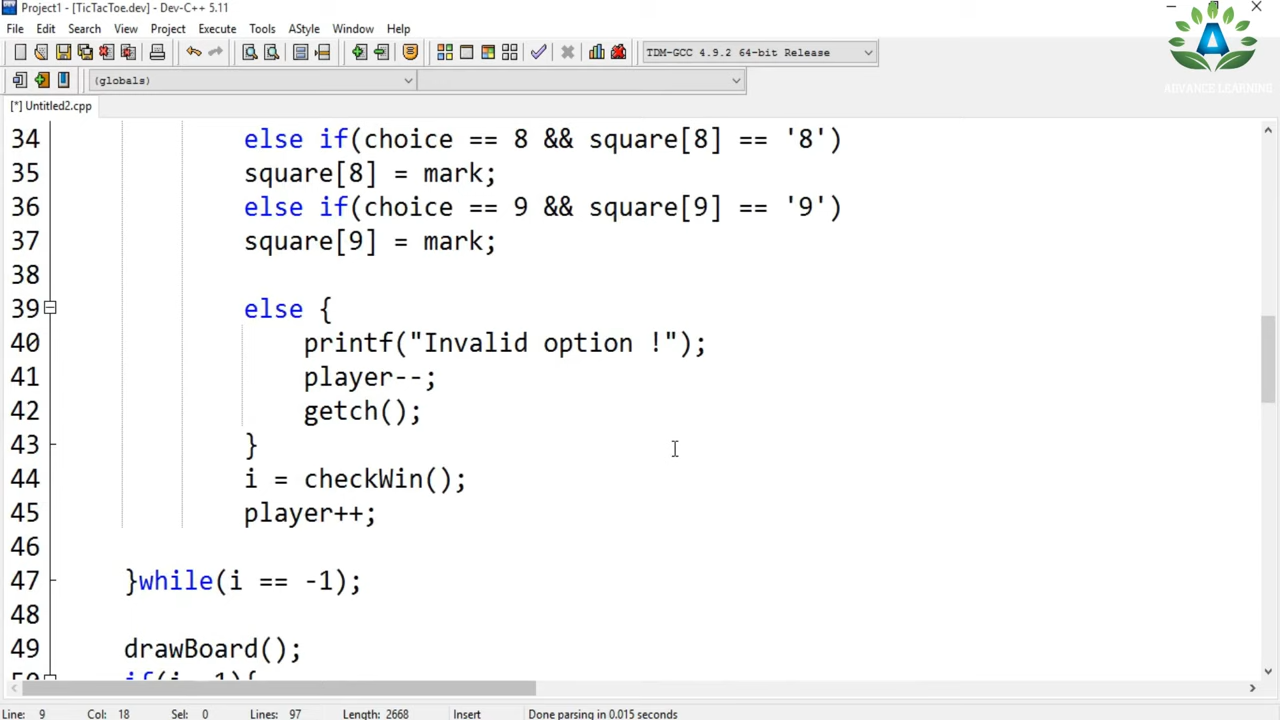 Project1 - [TicTacToe.dev] - Dev-C++ 5.11
File Edit Search View Project Execute Tools AStyle Window Help
TDM-GCC 4.9.2 64-bit Release
ADVANCE LEARNING
(globals)
[*] Untitled2.cpp
34 else if(choice == 8 && square[8] == '8')
35 square[8] = mark;
36 else if(choice == 9 && square[9] == '9')
37 square[9] = mark;
38
39 else {
40 printf("Invalid option !");
41 player--;
42 getch();
43 }
44 i = checkWin();
45 player++;
46
47 }while(i == -1);
48
49 drawBoard();
Line: 9 Col: 18 Sel: 0 Lines: 97 Length: 2668 Insert Done parsing in 0.015 seconds